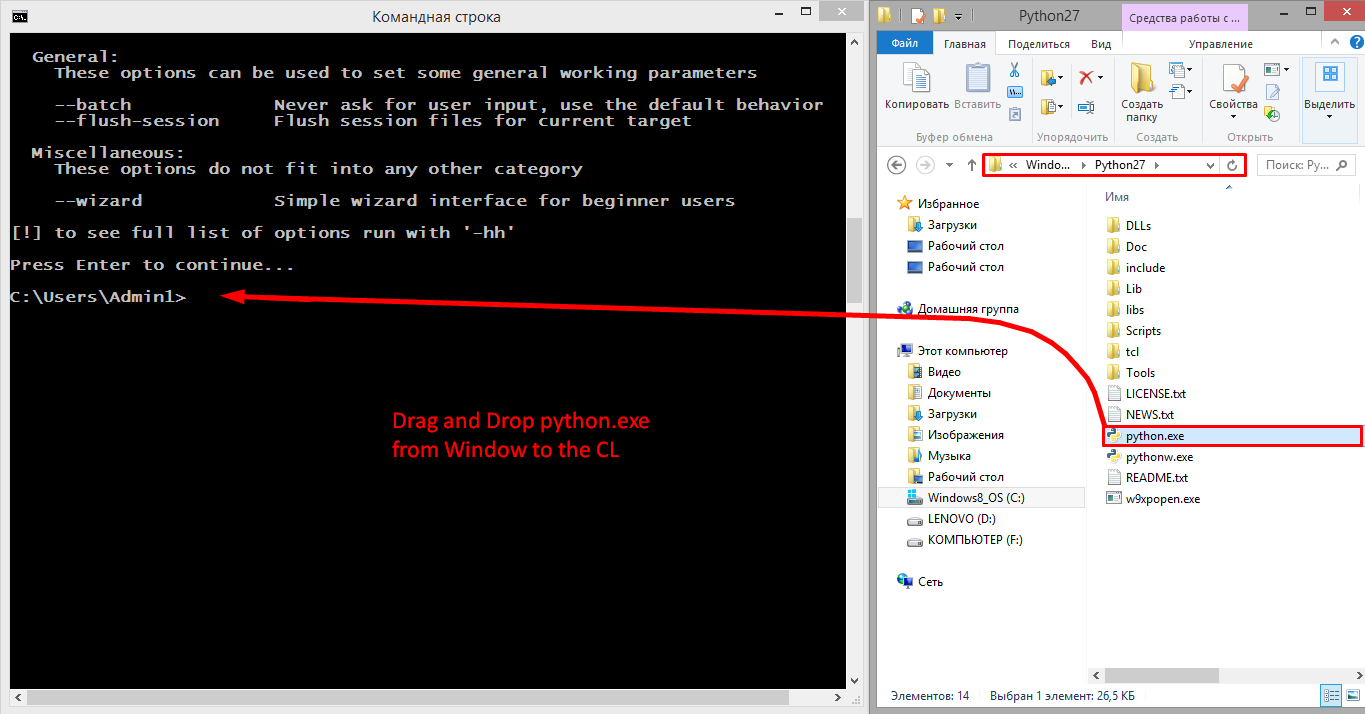 Командная строка
General:
These options can be used to set some general working parameters
--batch Never ask for user input, use the default behavior
--flush-session Flush session files for current target
Miscellaneous:
These options do not fit into any other category
--wizard Simple wizard interface for beginner users
[!] to see full list of options run with '-hh'
Press Enter to continue...
C:\Users\Admin1>
Drag and Drop python.exe
from Window to the CL
Python27
Средства работы с ...
Файл Главная Поделиться Вид Управление
Копировать Вставить Создать папку Свойства Выделить
Буфер обмена Упорядочить Создать Открыть
« Windo... Python27
Поиск: Py...
Избранное
Загрузки
Рабочий стол
Рабочий стол
Домашняя группа
Этот компьютер
Видео
Документы
Загрузки
Изображения
Музыка
Рабочий стол
Windows8_OS (C:)
LENOVO (D:)
КОМПЬЮТЕР (F:)
Сеть
Имя
DLLs
Doc
include
Lib
libs
Scripts
tcl
Tools
LICENSE.txt
NEWS.txt
python.exe
pythonw.exe
README.txt
w9xpopen.exe
Элементов: 14 Выбран 1 элемент: 26,5 КБ